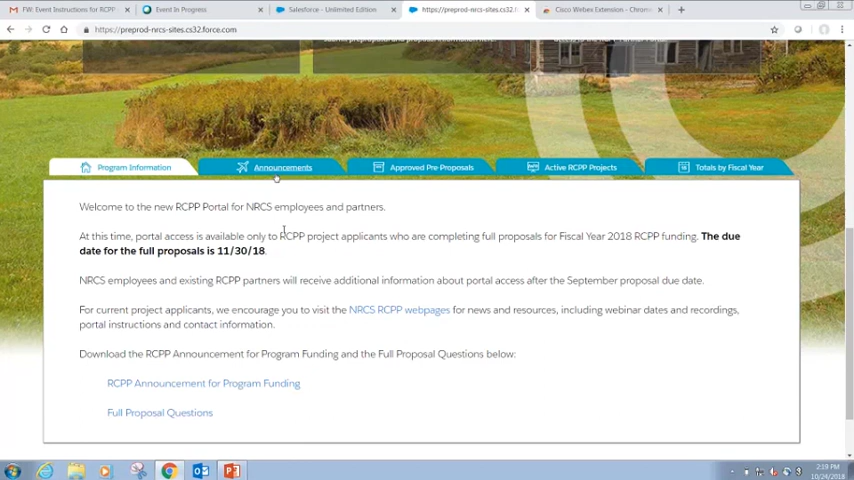 FW: Event Instructions for RCPP
Event In Progress
Salesforce - Unlimited Edition
https://preprod-nrcs-sites.cs32.f
Cisco Webex Extension - Chrom
https://preprod-nrcs-sites.cs32.force.com
Program Information
Announcements
Approved Pre-Proposals
Active RCPP Projects
Totals by Fiscal Year
Welcome to the new RCPP Portal for NRCS employees and partners.
At this time, portal access is available only to RCPP project applicants who are completing full proposals for Fiscal Year 2018 RCPP funding. The due
date for the full proposals is 11/30/18.
NRCS employees and existing RCPP partners will receive additional information about portal access after the September proposal due date.
For current project applicants, we encourage you to visit the NRCS RCPP webpages for news and resources, including webinar dates and recordings,
portal instructions and contact information.
Download the RCPP Announcement for Program Funding and the Full Proposal Questions below:
RCPP Announcement for Program Funding
Full Proposal Questions
2:19 PM
10/24/2018